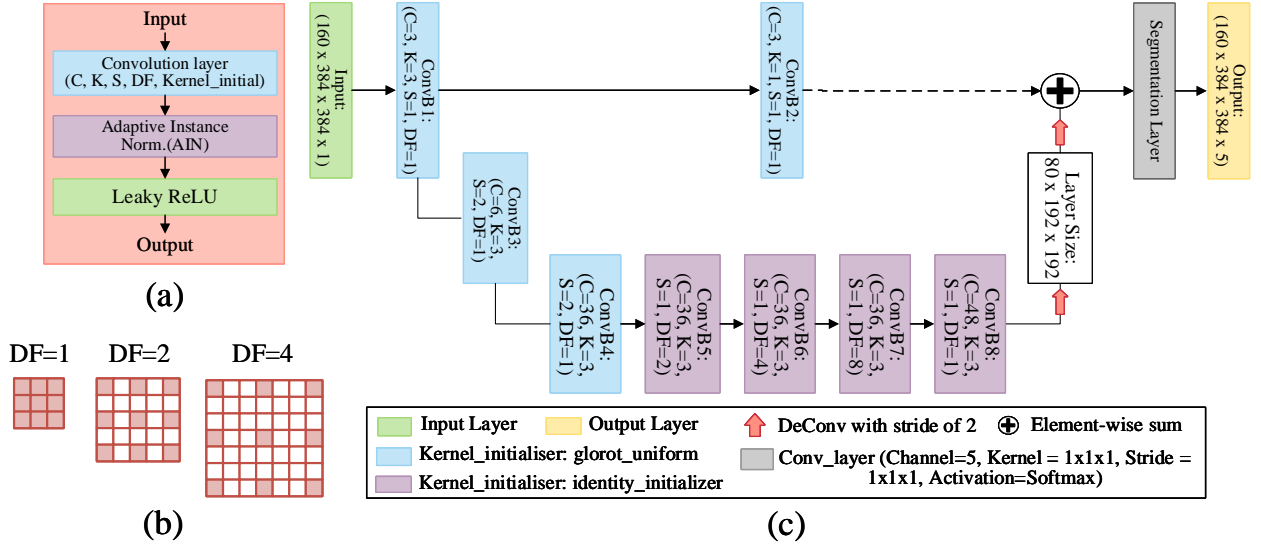 Input
Convolution layer
(C, K, S, DF, Kernel_initial)
Adaptive Instance
Norm.(AIN)
Leaky ReLU
Output
(a)
DF=1
DF=2
DF=4
(b)
Input:
(160 x 384 x 384 x 1)
ConvB1:
(C=3, K=3, S=1, DF=1)
ConvB2:
(C=3, K=1, S=1, DF=1)
ConvB3:
(C=6, K=3,
S=2, DF=1)
ConvB4:
(C=36, K=3,
S=2, DF=1)
ConvB5:
(C=36, K=3,
S=1, DF=2)
ConvB6:
(C=36, K=3,
S=1, DF=4)
ConvB7:
(C=36, K=3,
S=1, DF=8)
ConvB8:
(C=48, K=3,
S=1, DF=1)
Layer Size:
80 x 192 x 192
Segmentation Layer
Output:
(160 x 384 x 384 x 5)
Input Layer
Output Layer
DeConv with stride of 2
Element-wise sum
Kernel_initialiser: glorot_uniform
Kernel_initialiser: identity_initializer
Conv_layer (Channel=5, Kernel = 1x1x1, Stride =
1x1x1, Activation=Softmax)
(c)